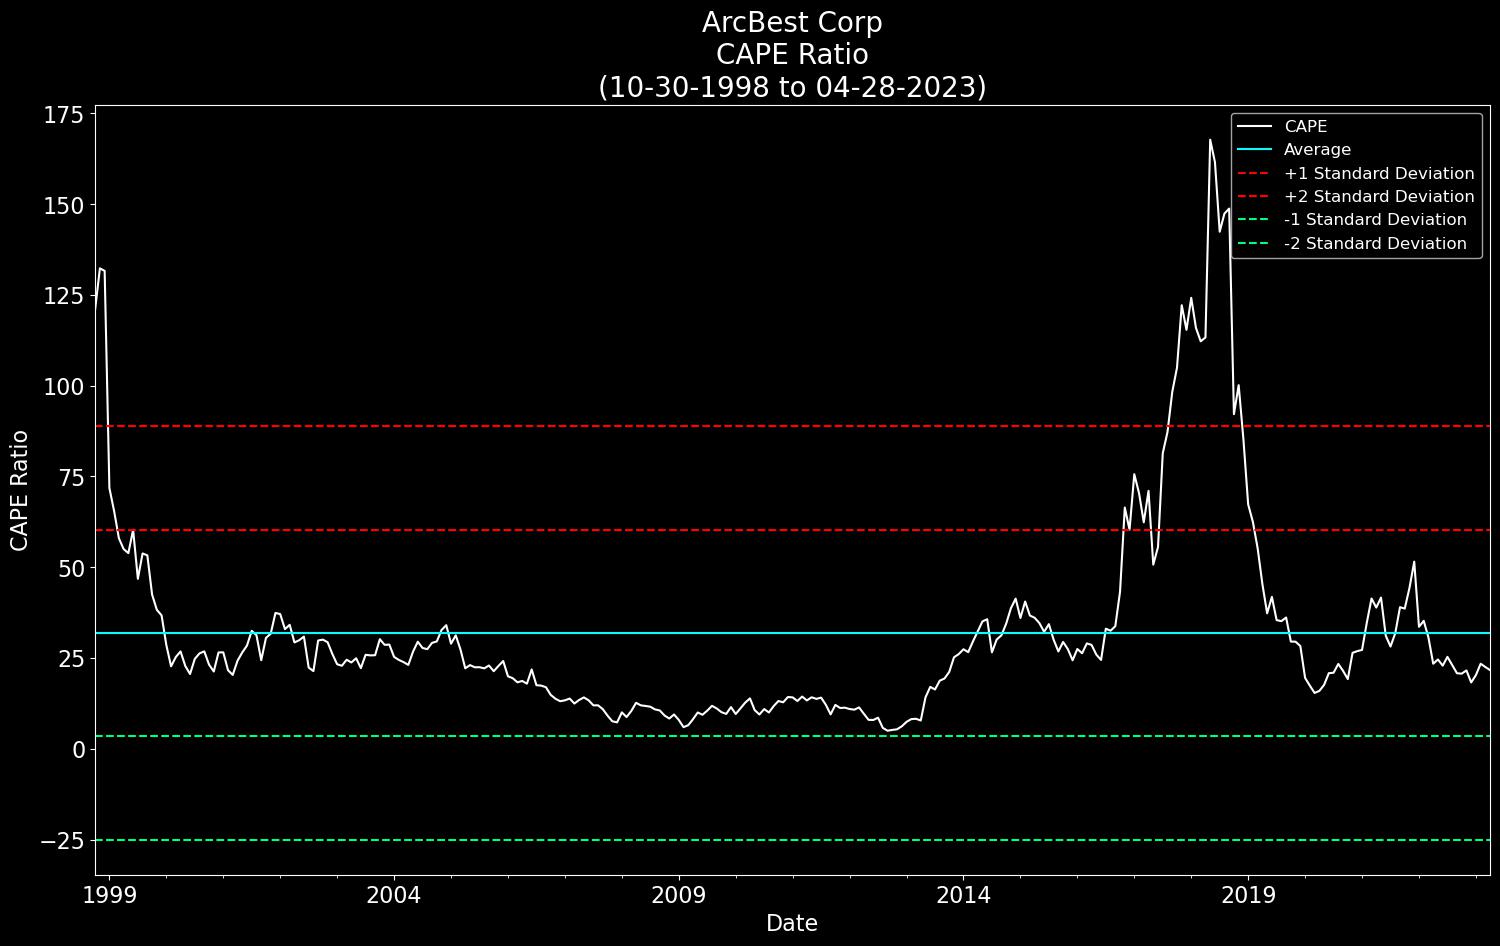 ArcBest Corp
CAPE Ratio
(10-30-1998 to 04-28-2023)
175
150
125
100
75
50
25
0
−25
CAPE Ratio
CAPE
Average
+1 Standard Deviation
+2 Standard Deviation
-1 Standard Deviation
-2 Standard Deviation
1999 2004 2009 2014 2019
Date